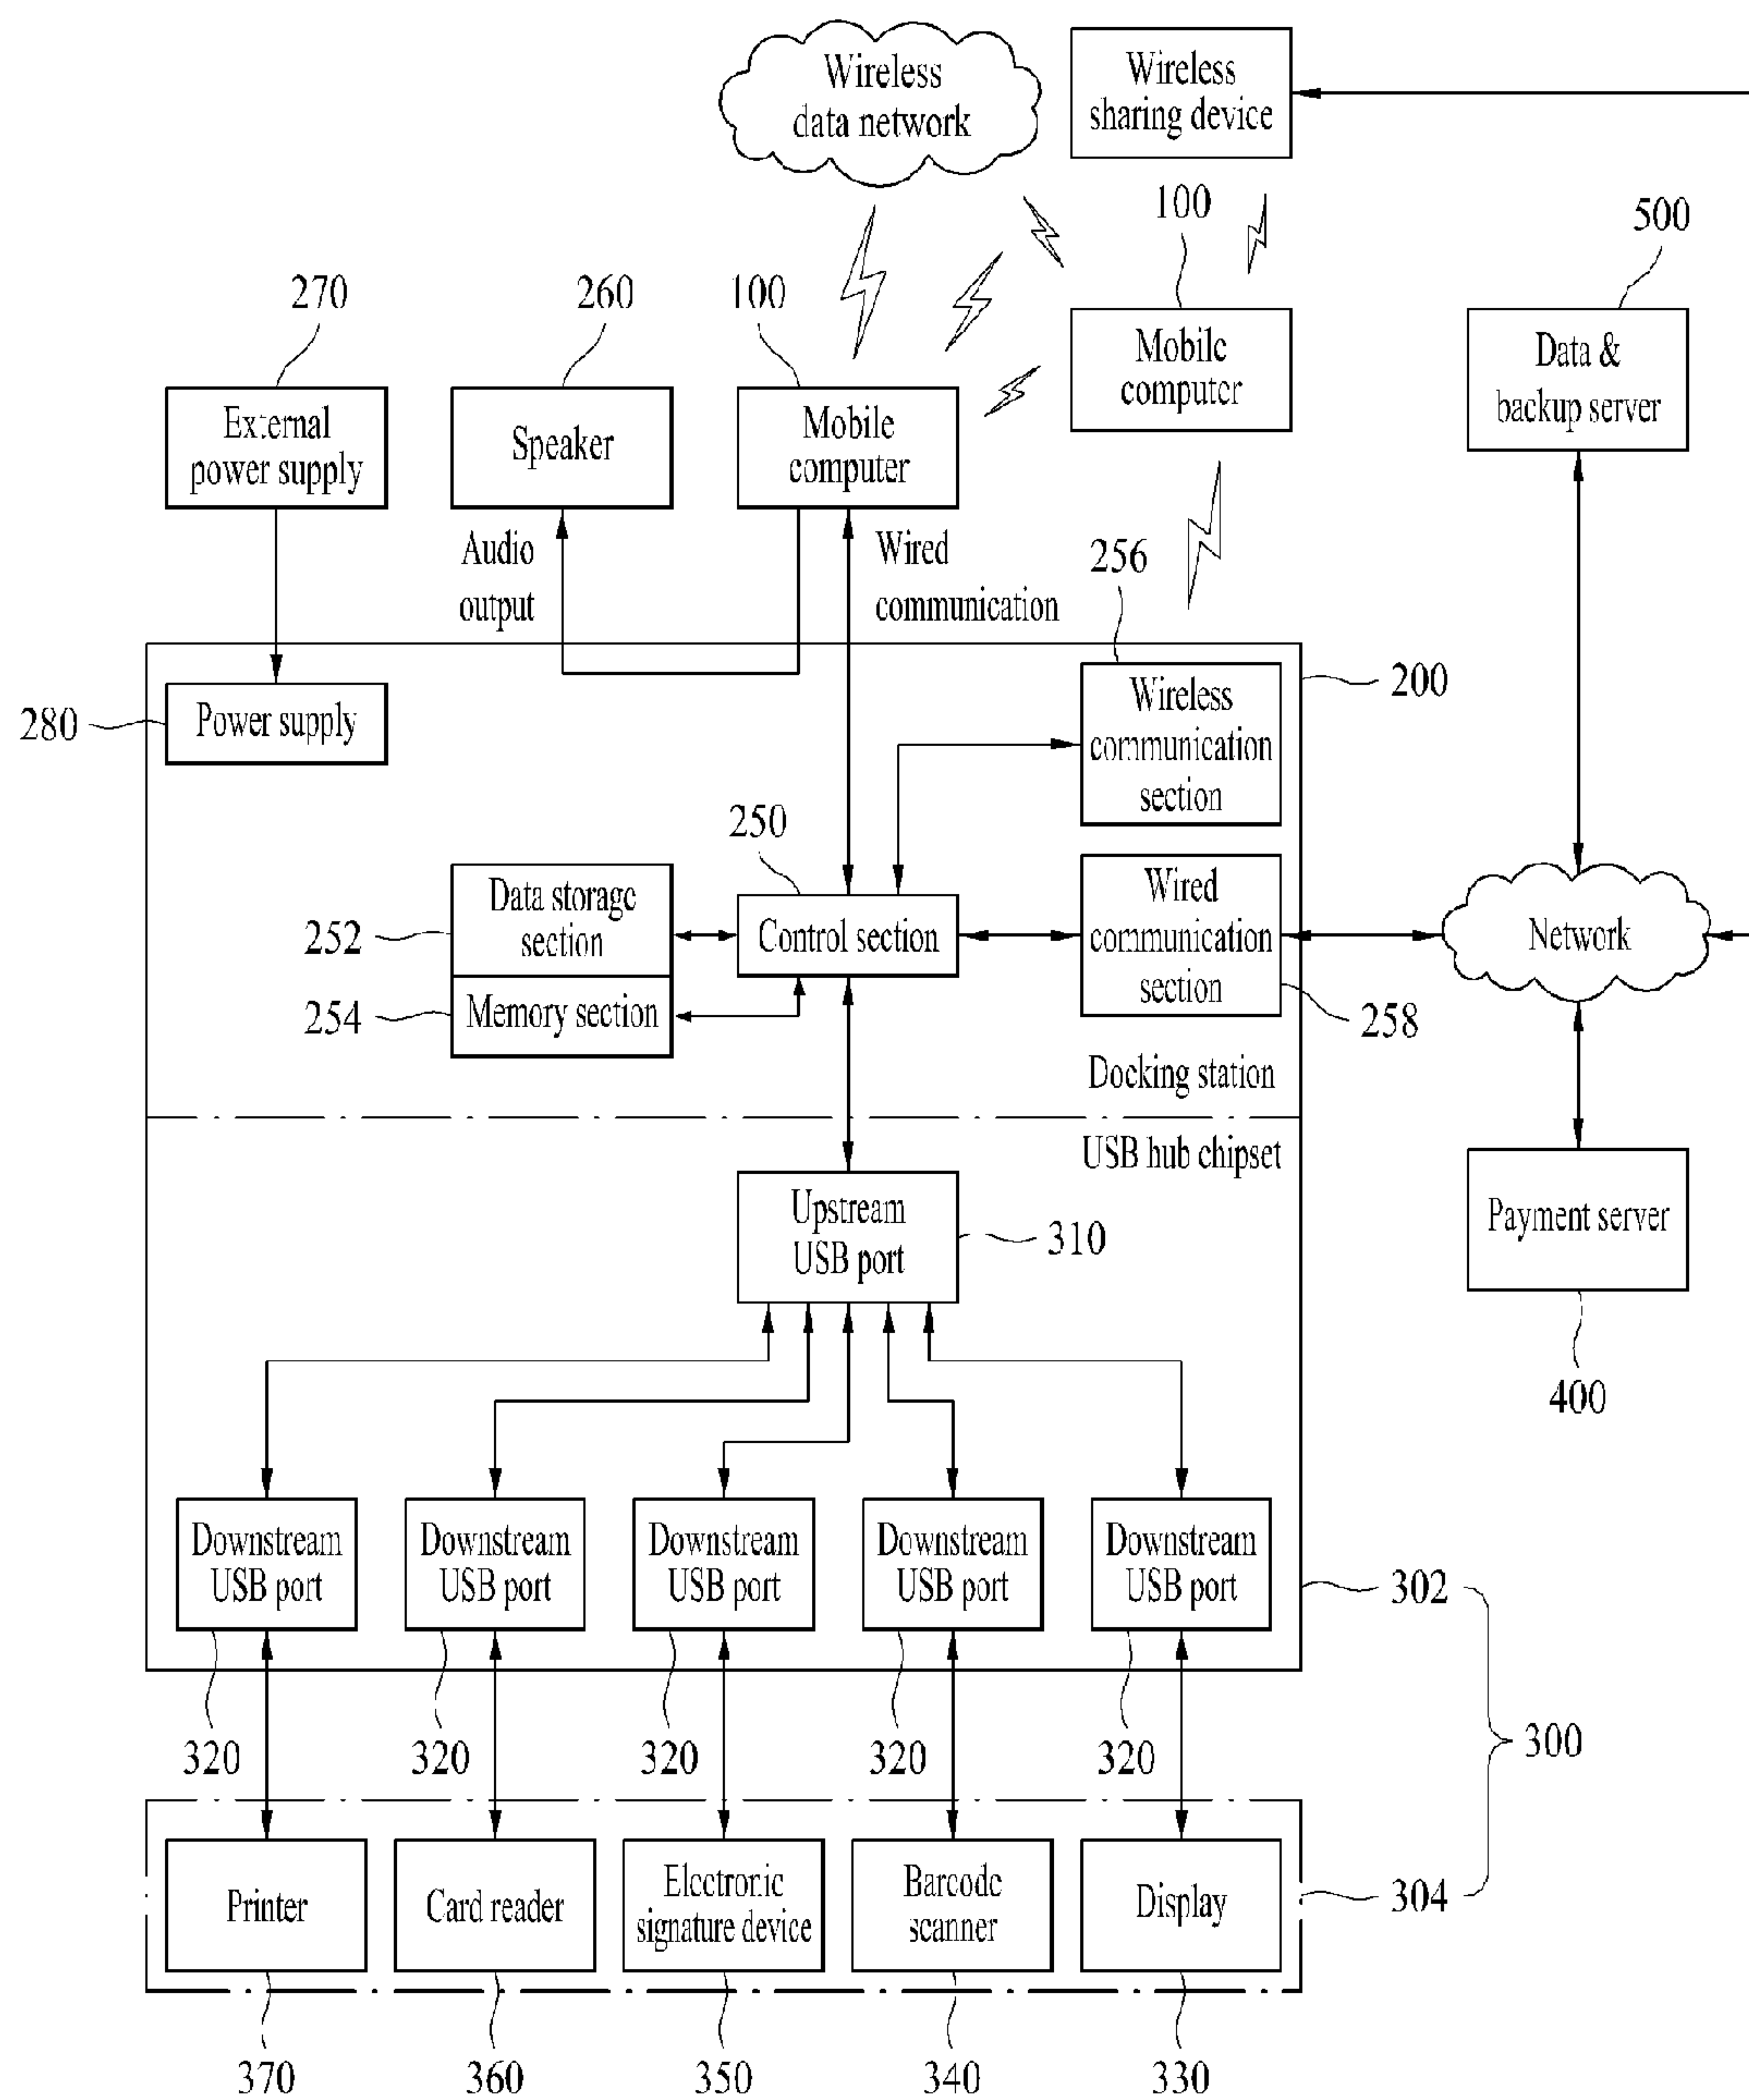 Wireless
data network
Wireless
sharing device
100
500
270
260
100
Mobile
computer
Data &
backup server
External
power supply
Speaker
Mobile
computer
Audio
output
Wired
communication
256
200
280
Power supply
Wireless
communication
section
250
Data storage
section
252
Control section
Wired
communication
section
Network
254
Memory section
258
Docking station
USB hub chipset
Upstream
USB port
310
Payment server
400
Downstream
USB port
Downstream
USB port
Downstream
USB port
Downstream
USB port
Downstream
USB port
302
320
320
320
320
320
300
Printer
Card reader
Electronic
signature device
Barcode
scanner
Display
304
370
360
350
340
330